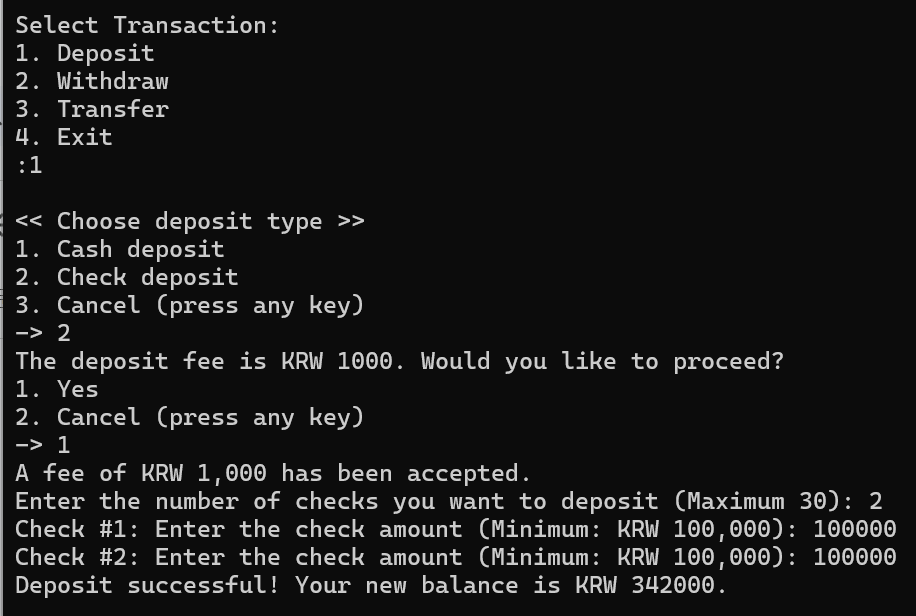 Select Transaction:
1. Deposit
2. Withdraw
3. Transfer
4. Exit
:1
<< Choose deposit type >>
1. Cash deposit
2. Check deposit
3. Cancel (press any key)
-> 2
The deposit fee is KRW 1000. Would you like to proceed?
1. Yes
2. Cancel (press any key)
-> 1
A fee of KRW 1,000 has been accepted.
Enter the number of checks you want to deposit (Maximum 30): 2
Check #1: Enter the check amount (Minimum: KRW 100,000): 100000
Check #2: Enter the check amount (Minimum: KRW 100,000): 100000
Deposit successful! Your new balance is KRW 342000.